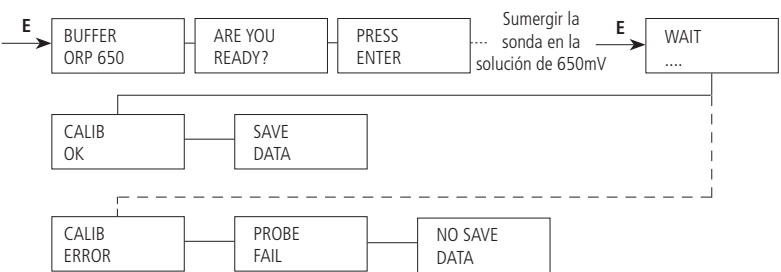 E
BUFFER
ORP 650
ARE YOU
READY?
PRESS
ENTER
Sumergir la
sonda en la
solución de 650mV
E
WAIT
....
CALIB
OK
SAVE
DATA
CALIB
ERROR
PROBE
FAIL
NO SAVE
DATA